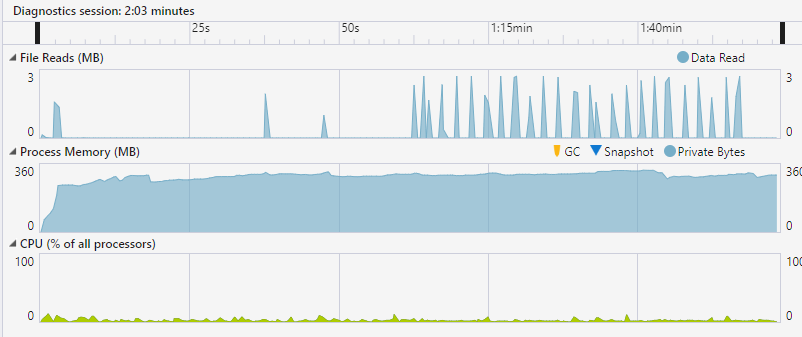 Diagnostics session: 2:03 minutes
25s 50s 1:15min 1:40min
File Reads (MB) Data Read
3 3
0 0
Process Memory (MB) GC Snapshot Private Bytes
360 360
0 0
CPU (% of all processors)
100 100
0 0